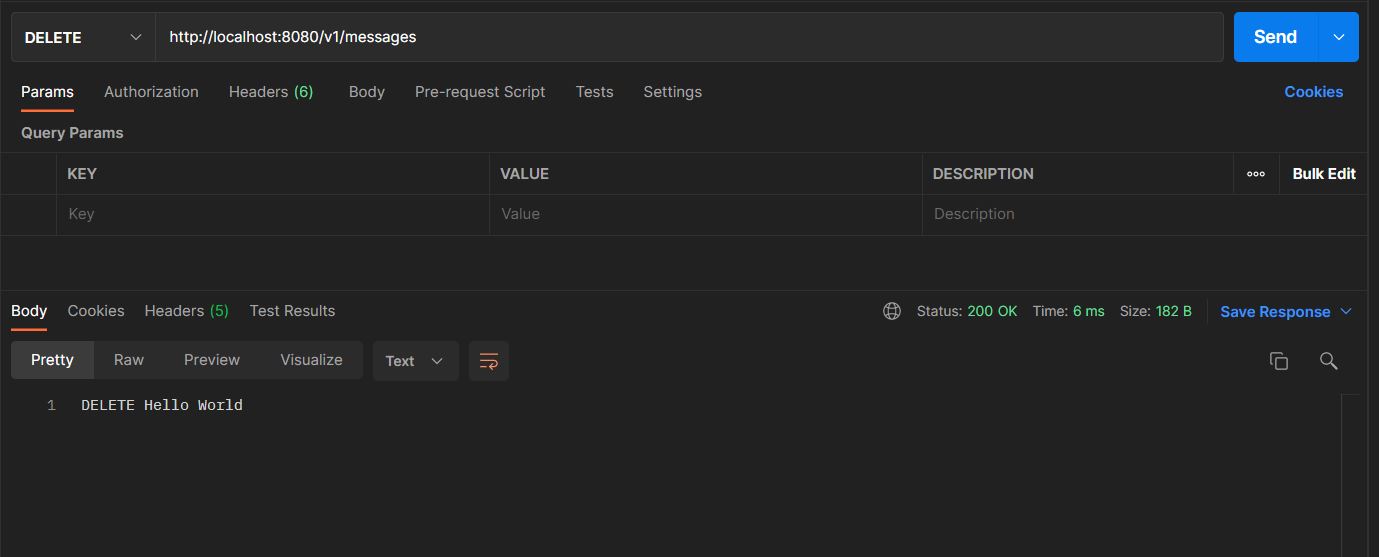 DELETE http://localhost:8080/v1/messages Send
Params Authorization Headers (6) Body Pre-request Script Tests Settings Cookies
Query Params
KEY VALUE DESCRIPTION Bulk Edit
Key Value Description
Body Cookies Headers (5) Test Results Status: 200 OK Time: 6 ms Size: 182 B Save Response
Pretty Raw Preview Visualize Text
1 DELETE Hello World